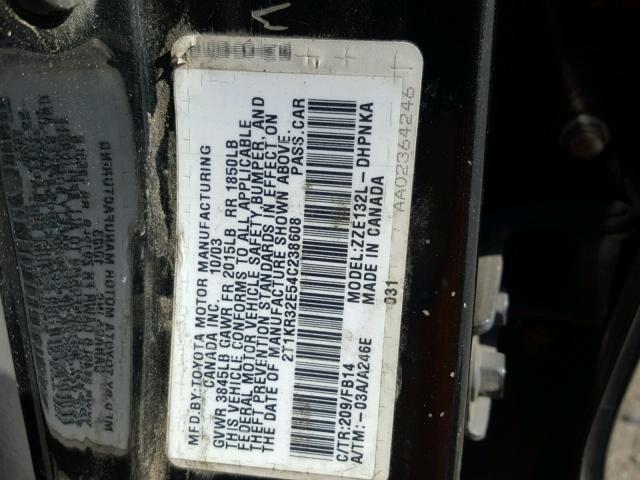 MFD.BY:TOYOTA MOTOR MANUFACTURING
CANADA INC. 10/03
GVWR 3845LB GAWR FR 2015LB RR 1850LB
THIS VEHICLE CONFORMS TO ALL APPLICABLE
FEDERAL MOTOR VEHICLE SAFETY, BUMPER, AND
THEFT PREVENTION STANDARDS IN EFFECT ON
THE DATE OF MANUFACTURE SHOWN ABOVE.
2T1KR32E54C238608 PASS.CAR
C/TR:209/FB14 MODEL:ZZE132L-DHPNKA
A/TM:-03A/A246E MADE IN CANADA
031
AA02364246